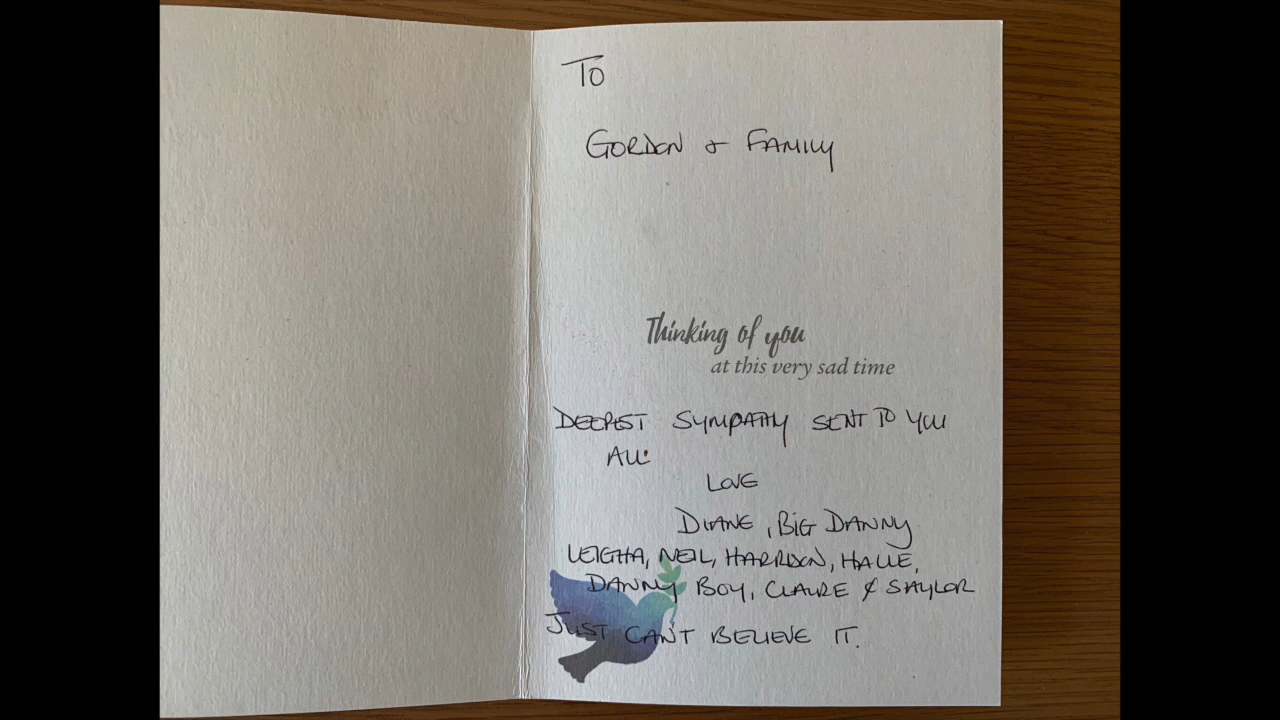 TO
GORDON & FAMILY
Thinking of you
at this very sad time
DEEPEST SYMPATHY SENT TO YOU
ALL.
LOVE
DIANE, BIG DANNY
LEIGHA, NEIL, HARRISON, HALLE,
DANNY BOY, CLAIRE & SAYLOR
JUST CAN'T BELIEVE IT.